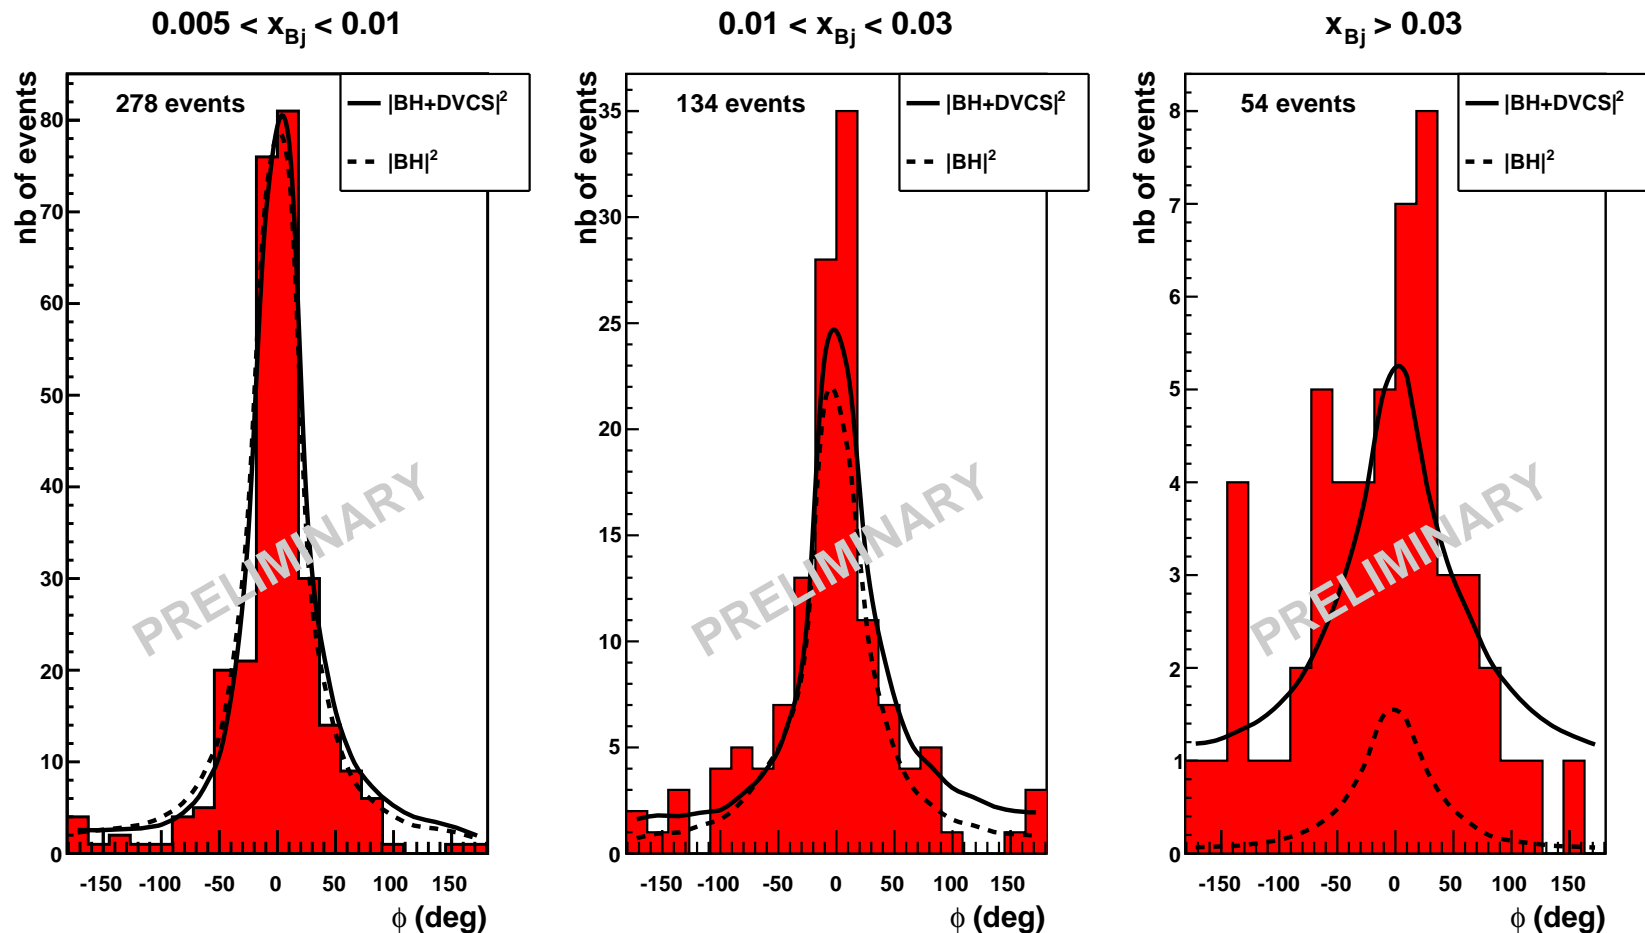 0.005 < x_Bj < 0.01
nb of events
278 events
|BH+DVCS|²
|BH|²
80
70
60
50
40
30
20
10
0
PRELIMINARY
-150 -100 -50 0 50 100 150
ϕ (deg)
0.01 < x_Bj < 0.03
nb of events
134 events
|BH+DVCS|²
|BH|²
35
30
25
20
15
10
5
0
PRELIMINARY
-150 -100 -50 0 50 100 150
ϕ (deg)
x_Bj > 0.03
nb of events
54 events
|BH+DVCS|²
|BH|²
8
7
6
5
4
3
2
1
0
PRELIMINARY
-150 -100 -50 0 50 100 150
ϕ (deg)